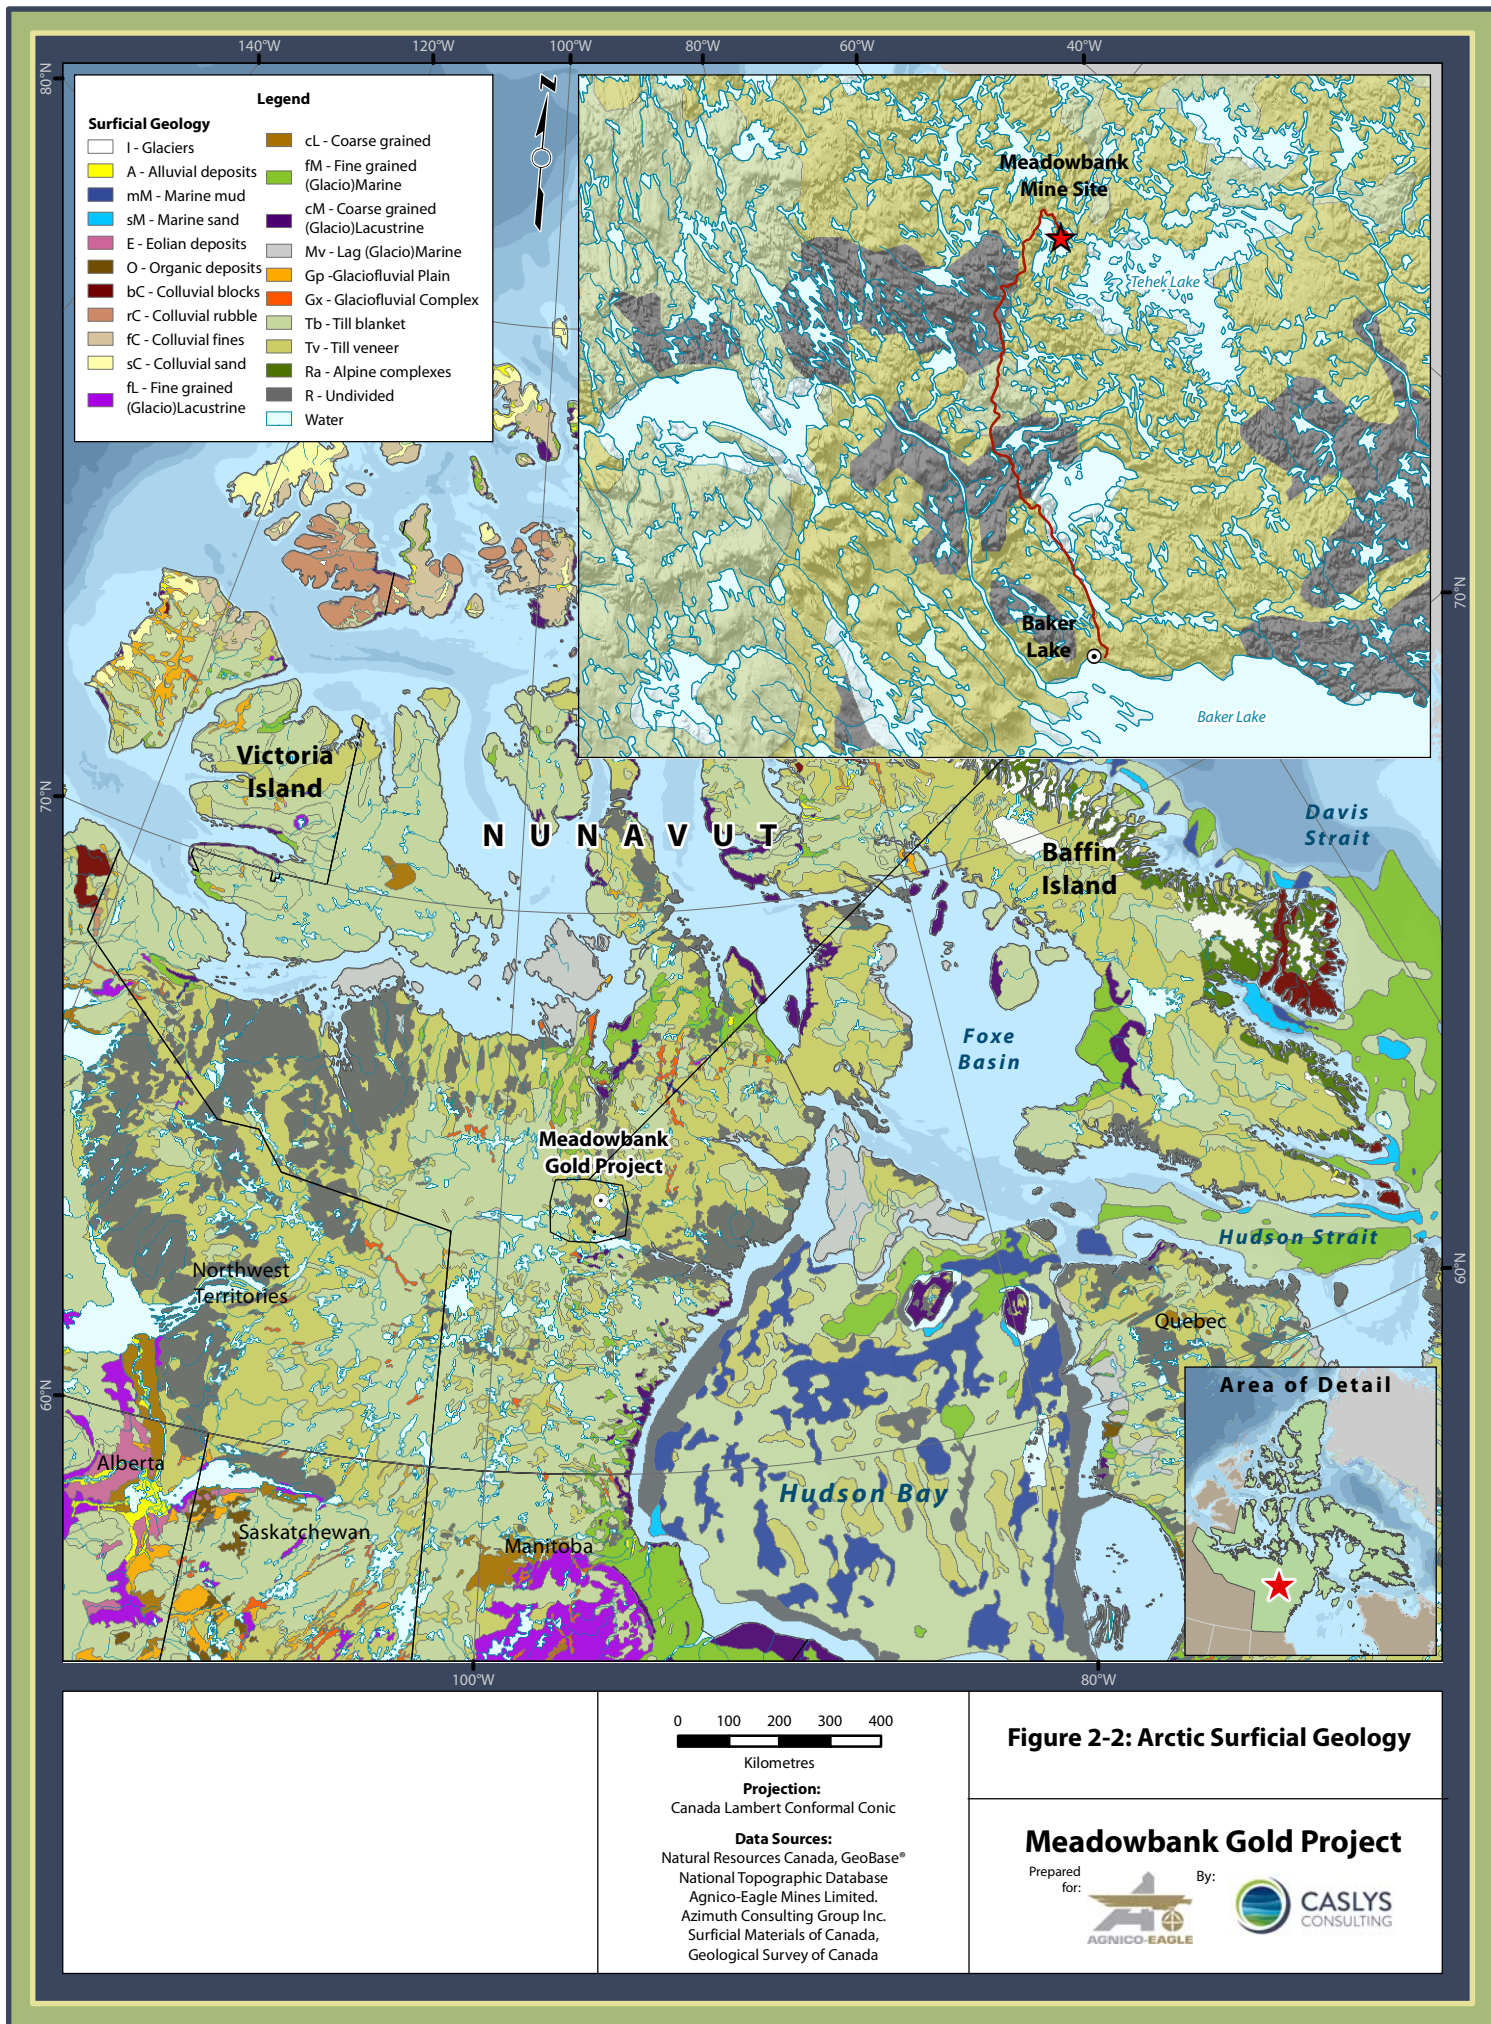 140°W
120°W
100°W
80°W
60°W
40°W
80°N
70°N
60°N
70°N
60°N
100°W
80°W
Legend
Surficial Geology
I - Glaciers
A - Alluvial deposits
mM - Marine mud
sM - Marine sand
E - Eolian deposits
O - Organic deposits
bC - Colluvial blocks
rC - Colluvial rubble
fC - Colluvial fines
sC - Colluvial sand
fL - Fine grained
(Glacio)Lacustrine
cL - Coarse grained
fM - Fine grained
(Glacio)Marine
cM - Coarse grained
(Glacio)Lacustrine
Mv - Lag (Glacio)Marine
Gp -Glaciofluvial Plain
Gx - Glaciofluvial Complex
Tb - Till blanket
Tv - Till veneer
Ra - Alpine complexes
R - Undivided
Water
N
Meadowbank
Mine Site
Tehek Lake
Baker
Lake
Baker Lake
Victoria
Island
NUNAVUT
Baffin
Island
Davis
Strait
Foxe
Basin
Meadowbank
Gold Project
Hudson Strait
Northwest
Territories
Quebec
Alberta
Saskatchewan
Manitoba
Hudson Bay
Area of Detail
0 100 200 300 400
Kilometres
Projection:
Canada Lambert Conformal Conic
Data Sources:
Natural Resources Canada, GeoBase®
National Topographic Database
Agnico-Eagle Mines Limited.
Azimuth Consulting Group Inc.
Surficial Materials of Canada,
Geological Survey of Canada
Figure 2-2: Arctic Surficial Geology
Meadowbank Gold Project
Prepared
for:
AGNICO-EAGLE
By:
CASLYS
CONSULTING